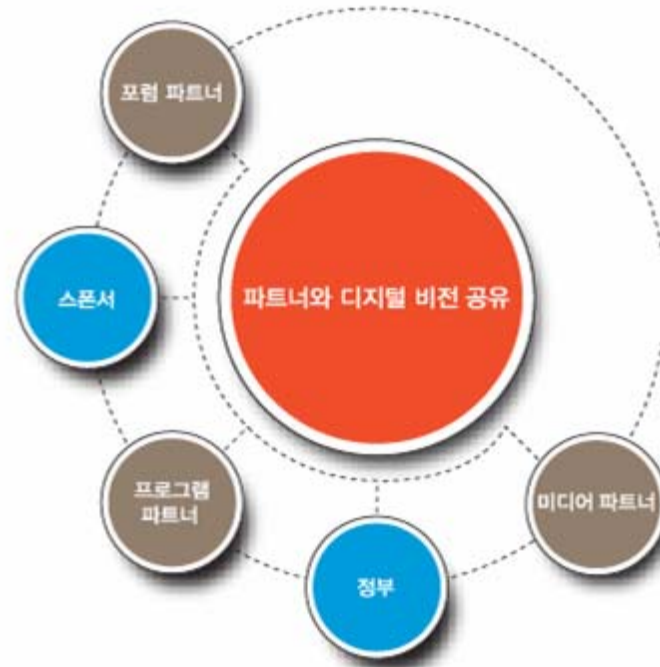 포럼 파트너
스폰서
파트너와 디지털 비전 공유
프로그램
파트너
미디어 파트너
정부